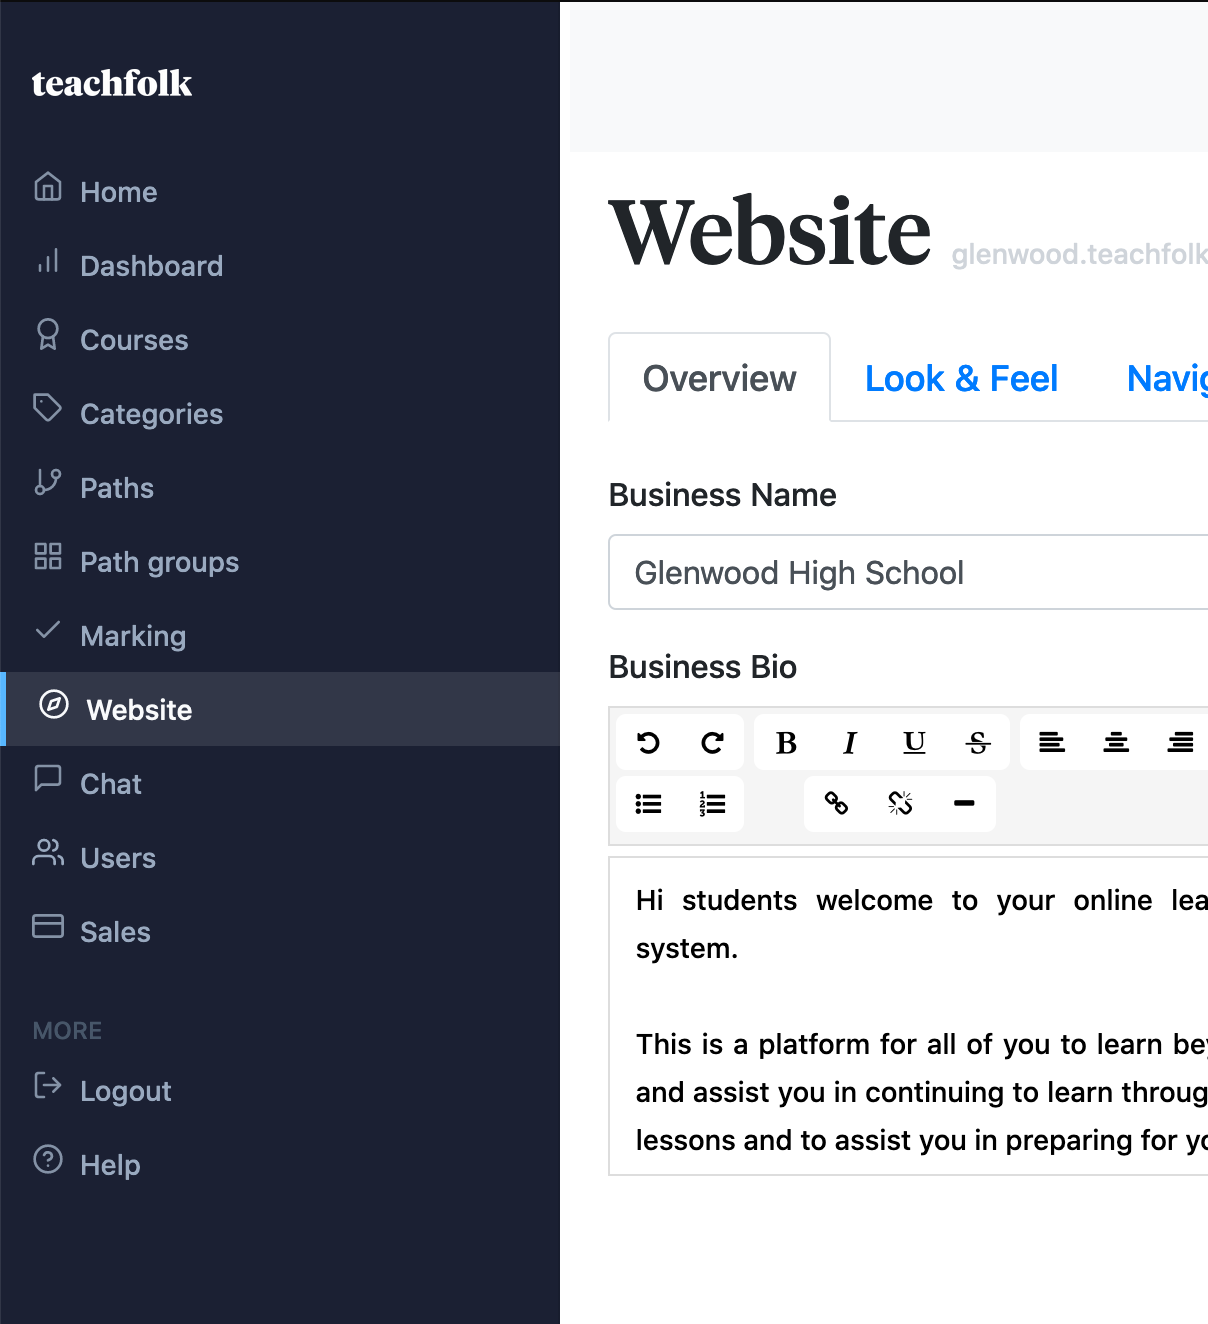 teachfolk
Home
Dashboard
Courses
Categories
Paths
Path groups
Marking
Website
Chat
Users
Sales
MORE
Logout
Help
Website glenwood.teachfolk
Overview Look & Feel Navig
Business Name
Glenwood High School
Business Bio
B I U S
Hi students welcome to your online lea
system.
This is a platform for all of you to learn bey
and assist you in continuing to learn throug
lessons and to assist you in preparing for yo